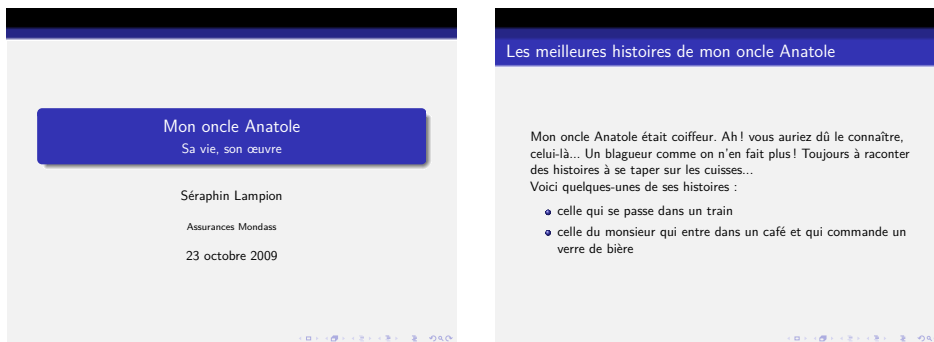 Mon oncle Anatole
Sa vie, son œuvre
Séraphin Lampion
Assurances Mondass
23 octobre 2009
Les meilleures histoires de mon oncle Anatole
Mon oncle Anatole était coiffeur. Ah ! vous auriez dû le connaître,
celui-là... Un blagueur comme on n'en fait plus ! Toujours à raconter
des histoires à se taper sur les cuisses...
Voici quelques-unes de ses histoires :
celle qui se passe dans un train
celle du monsieur qui entre dans un café et qui commande un
verre de bière